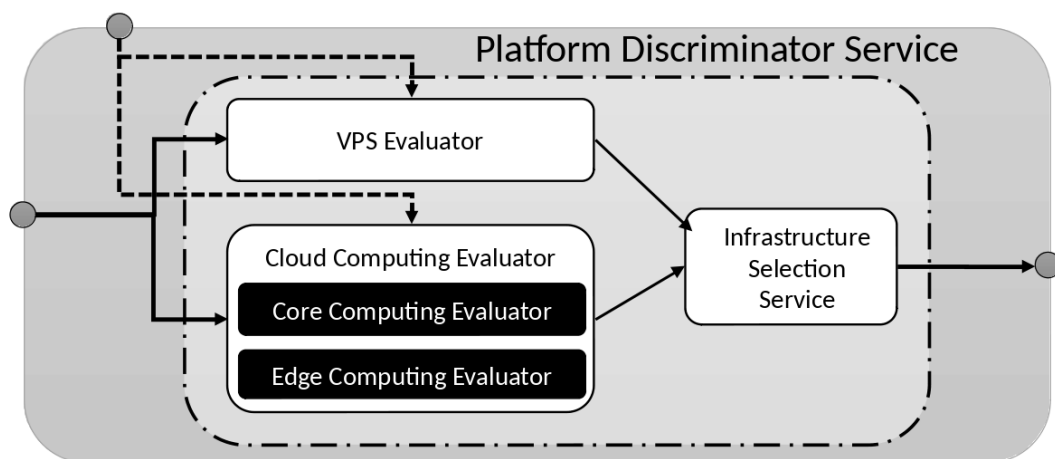 Platform Discriminator Service
VPS Evaluator
Cloud Computing Evaluator
Core Computing Evaluator
Edge Computing Evaluator
Infrastructure
Selection
Service